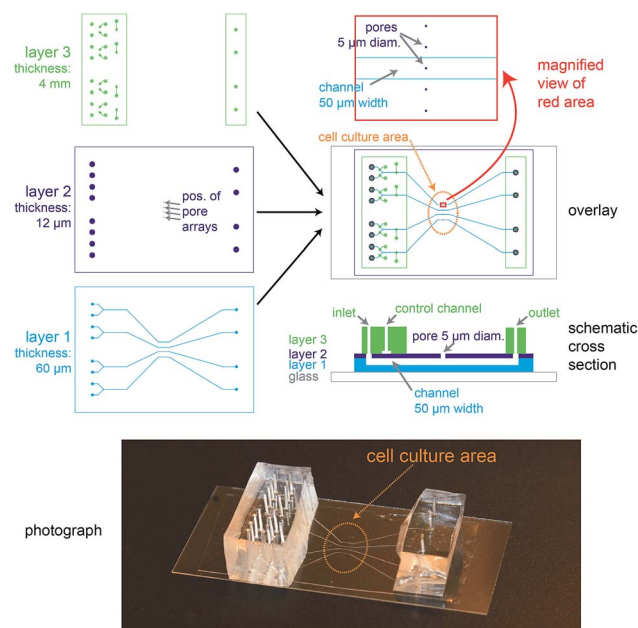 layer 3
thickness:
4 mm
pores
5 µm diam.
channel
50 µm width
magnified
view of
red area
cell culture area
layer 2
thickness:
12 µm
pos. of
pore
arrays
overlay
layer 1
thickness:
60 µm
inlet
control channel
outlet
layer 3
pore 5 µm diam.
layer 2
layer 1
glass
channel
50 µm width
schematic
cross
section
cell culture area
photograph